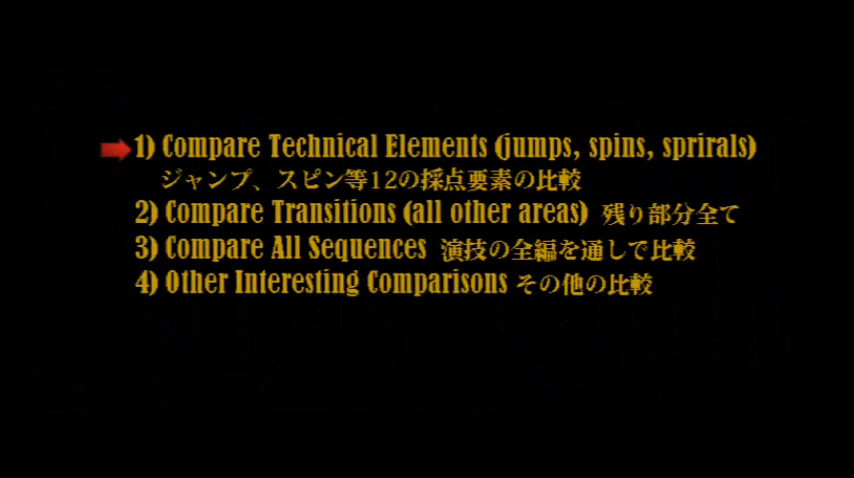 1) Compare Technical Elements (jumps, spins, sprirals)
ジャンプ、スピン等12の採点要素の比較
2) Compare Transitions (all other areas) 残り部分全て
3) Compare All Sequences 演技の全編を通しで比較
4) Other Interesting Comparisons その他の比較